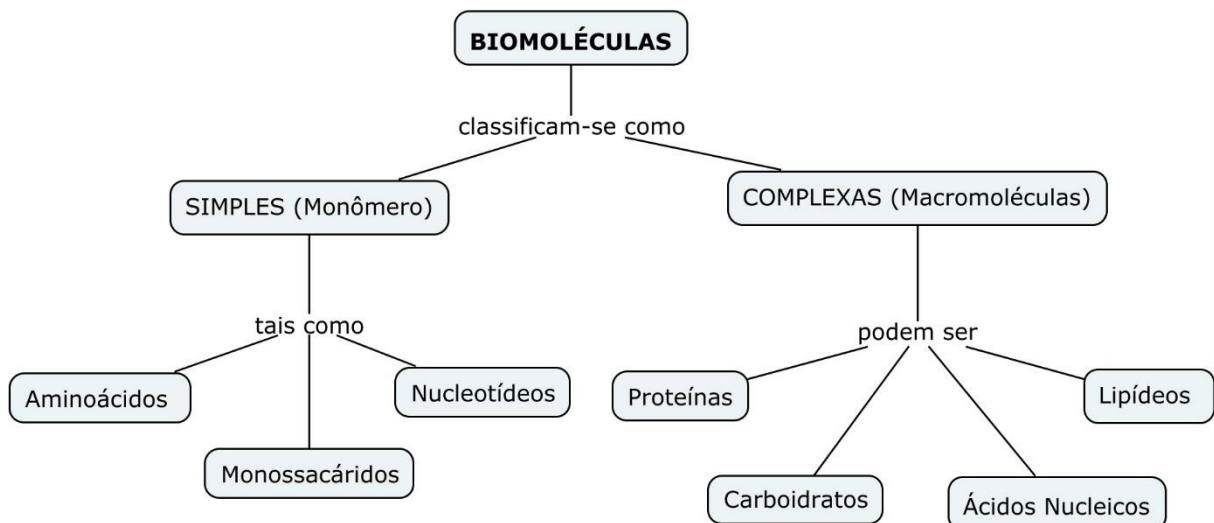 BIOMOLÉCULAS
classificam-se como
SIMPLES (Monômero)
COMPLEXAS (Macromoléculas)
tais como
podem ser
Aminoácidos
Nucleotídeos
Proteínas
Lipídeos
Monossacáridos
Carboidratos
Ácidos Nucleicos